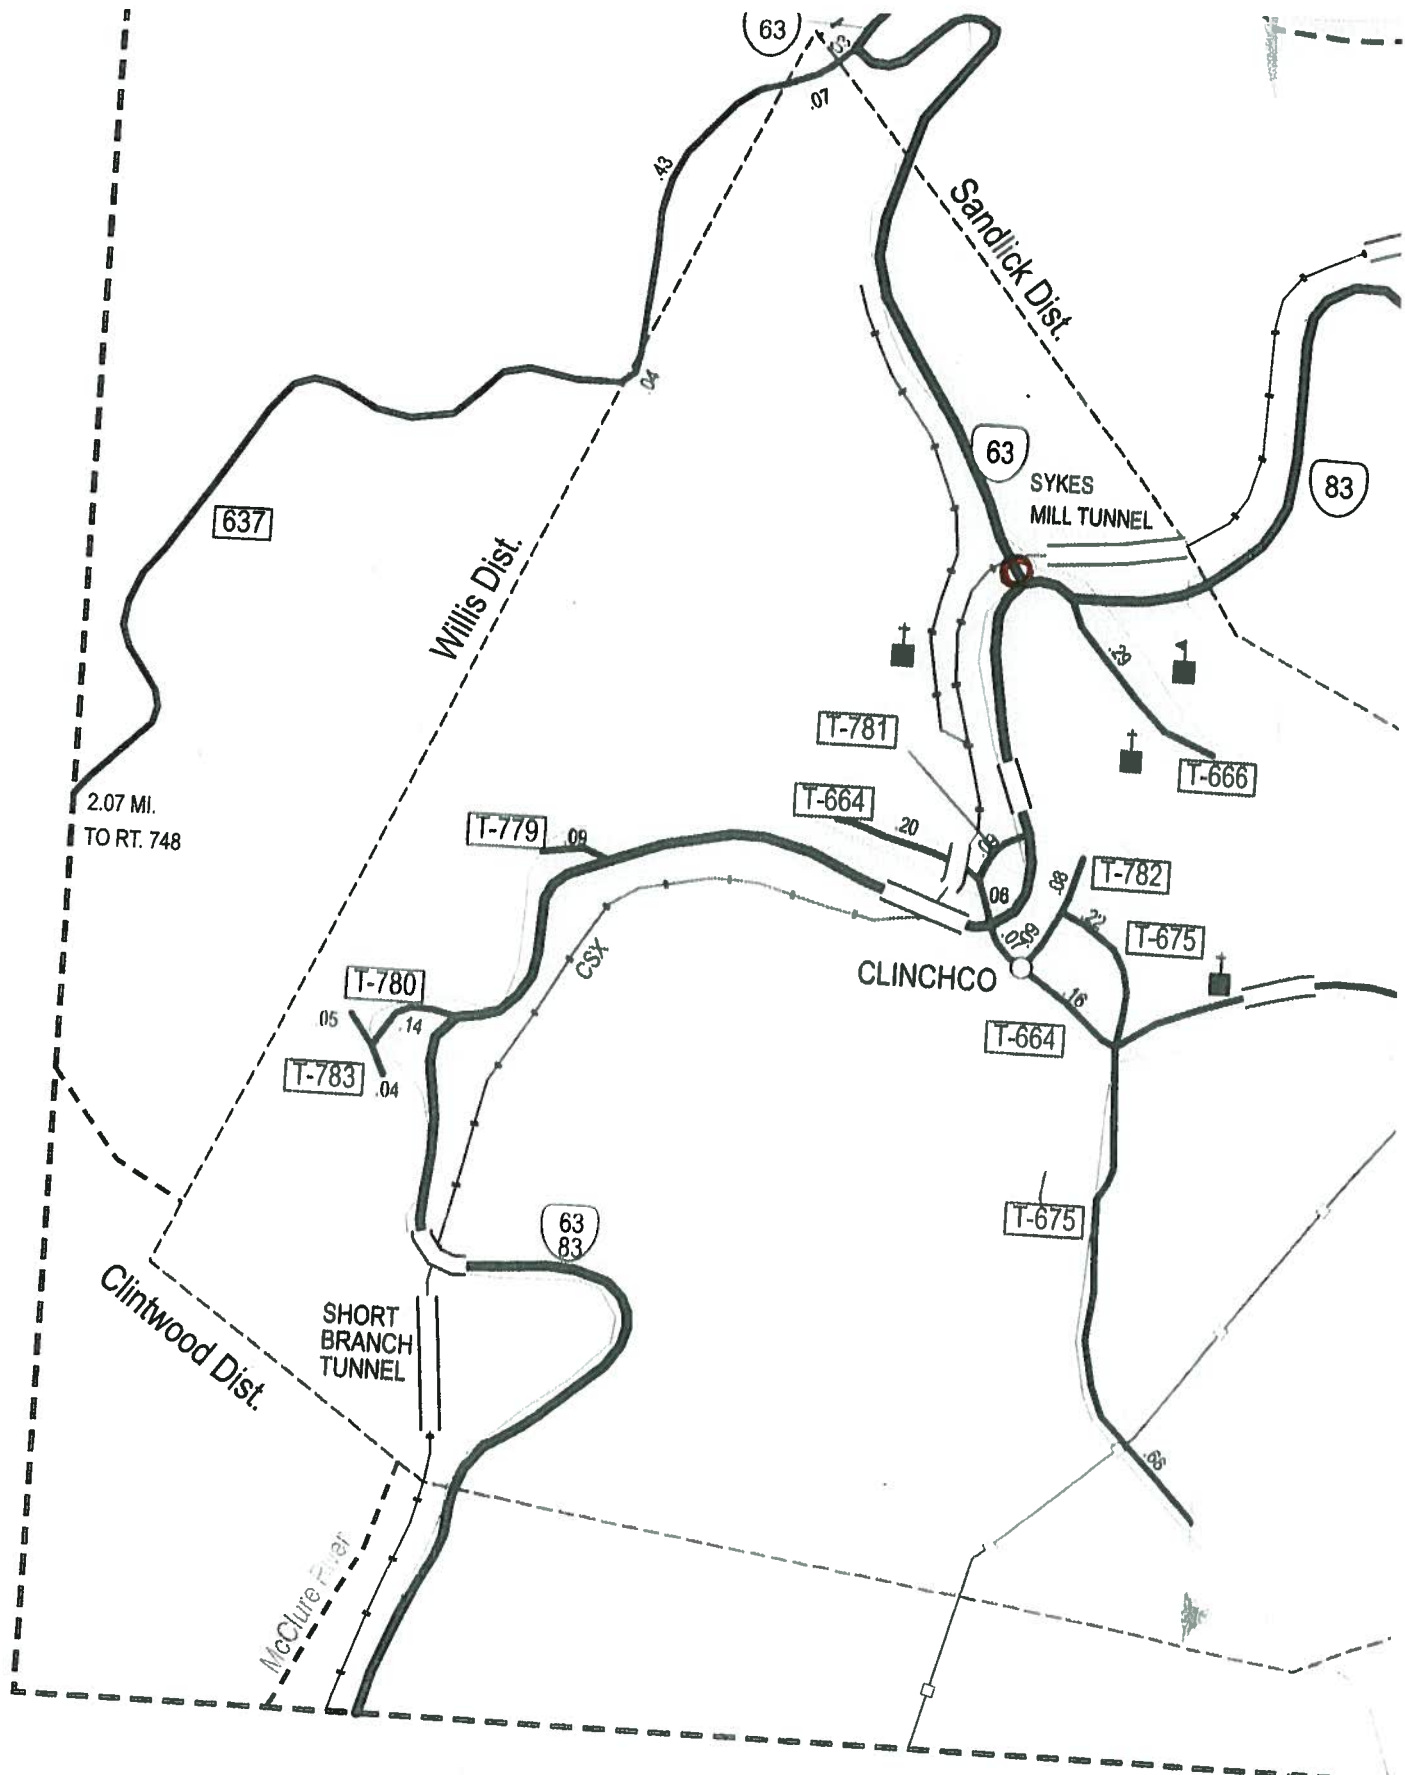 63
.07
.43
Sandlick Dist.
.04
63
SYKES
MILL TUNNEL
83
637
Willis Dist.
.29
T-781
T-666
2.07 MI.
TO RT. 748
T-664
.20
T-779
.09
.09
.06
.08
T-782
.22
T-675
.07
.09
CLINCHCO
CSX
T-780
.05
.14
.16
T-664
T-783
.04
T-675
63
83
SHORT
BRANCH
TUNNEL
Clintwood Dist.
.66
McClure River